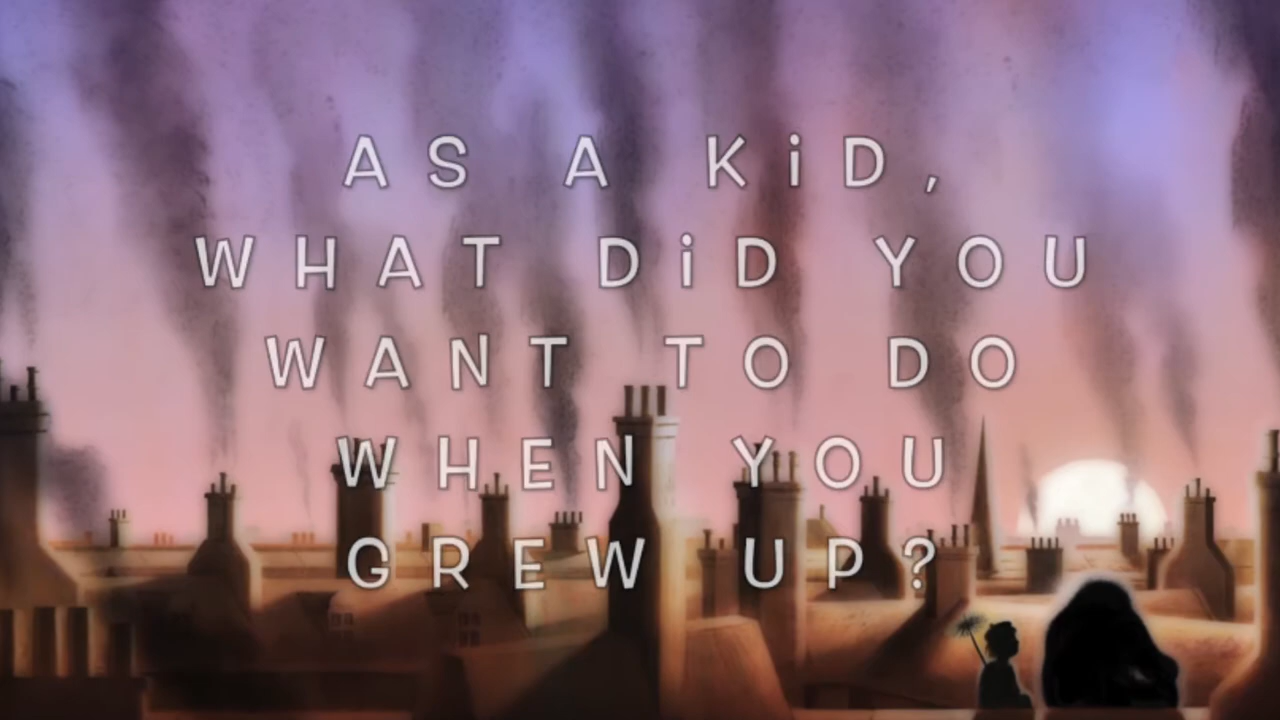 AS A KiD,
WHAT DiD YOU
WANT TO DO
WHEN YOU
GREW UP?